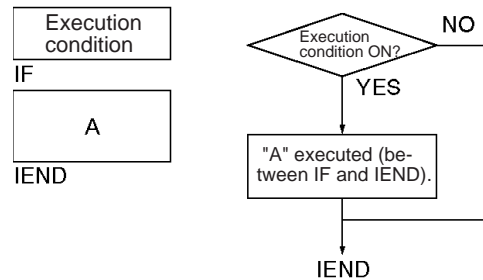 Execution
condition
IF
A
IEND
Execution
condition ON?
NO
YES
"A" executed (be-
tween IF and IEND).
IEND